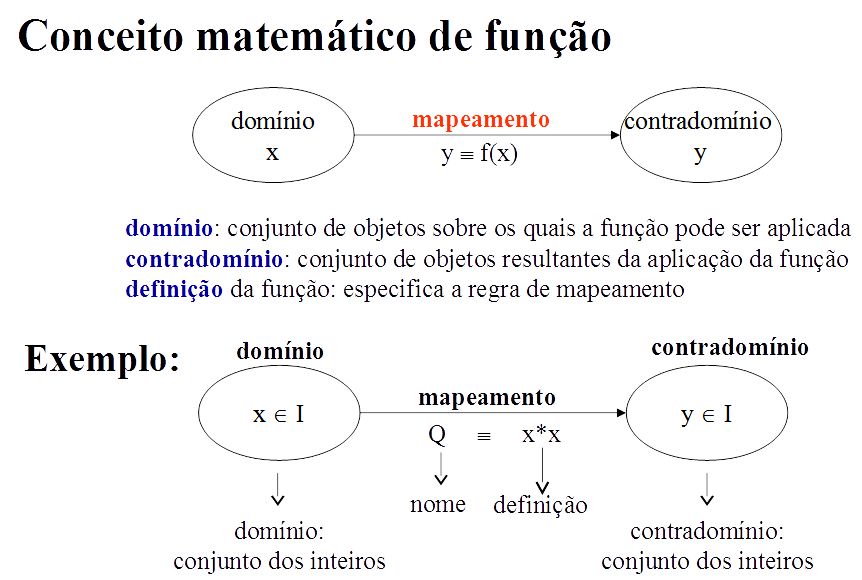 Conceito matemático de função
domínio
x
mapeamento
y ≡ f(x)
contradomínio
y
domínio: conjunto de objetos sobre os quais a função pode ser aplicada
contradomínio: conjunto de objetos resultantes da aplicação da função
definição da função: especifica a regra de mapeamento
Exemplo:
domínio
contradomínio
x ∈ I
mapeamento
Q ≡ x*x
y ∈ I
nome
definição
domínio:
conjunto dos inteiros
contradomínio:
conjunto dos inteiros